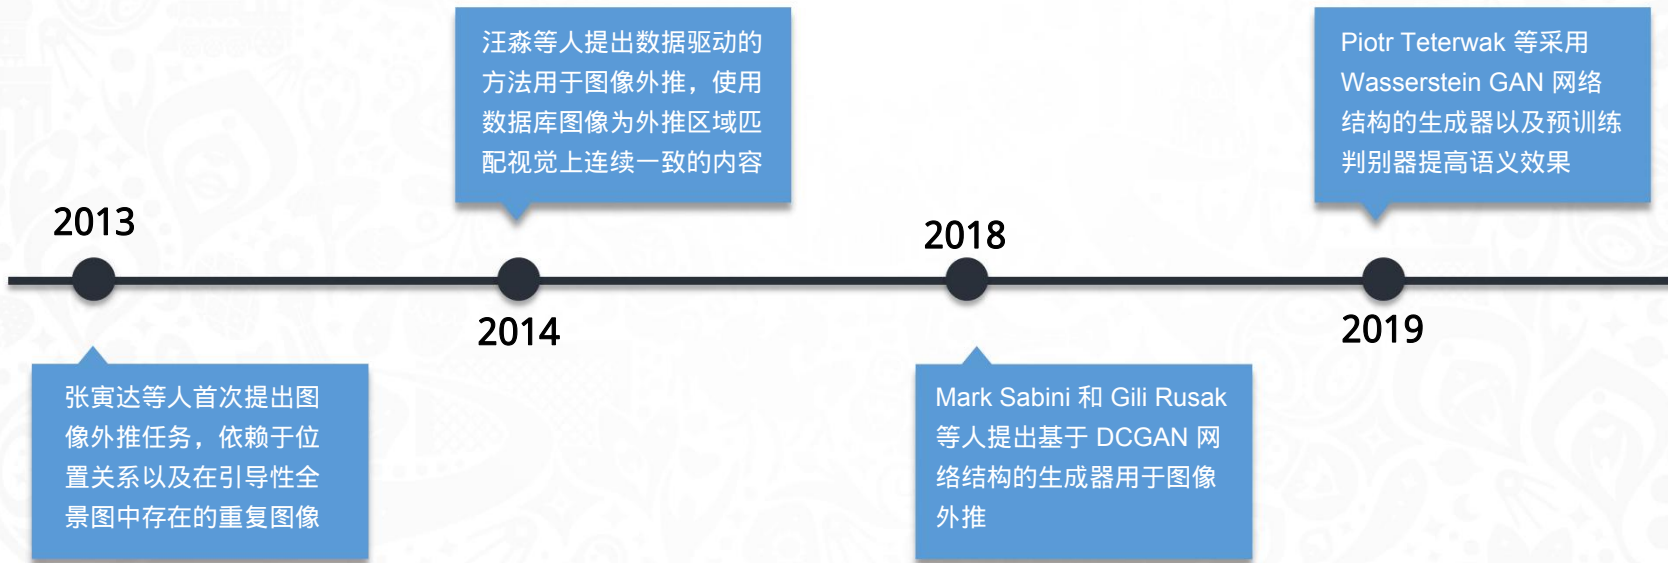 2013
张寅达等人首次提出图
像外推任务，依赖于位
置关系以及在引导性全
景图中存在的重复图像
汪淼等人提出数据驱动的
方法用于图像外推，使用
数据库图像为外推区域匹
配视觉上连续一致的内容
2014
2018
Mark Sabini 和 Gili Rusak
等人提出基于 DCGAN 网
络结构的生成器用于图像
外推
Piotr Teterwak 等采用
Wasserstein GAN 网络
结构的生成器以及预训练
判别器提高语义效果
2019